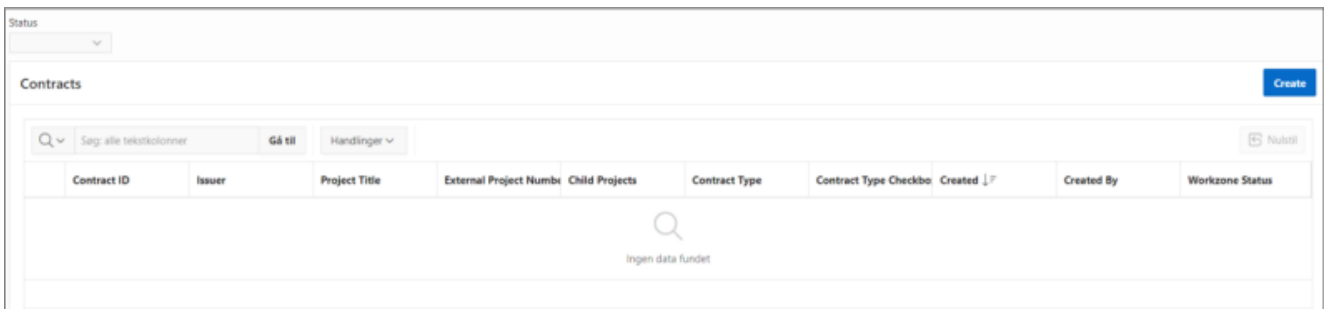 Status
Contracts
Create
Søg: alle tekstkolonner Gå til Handlinger Nulstil
Contract ID Issuer Project Title External Project Numbe Child Projects Contract Type Contract Type Checkbo Created Created By Workzone Status
Ingen data fundet